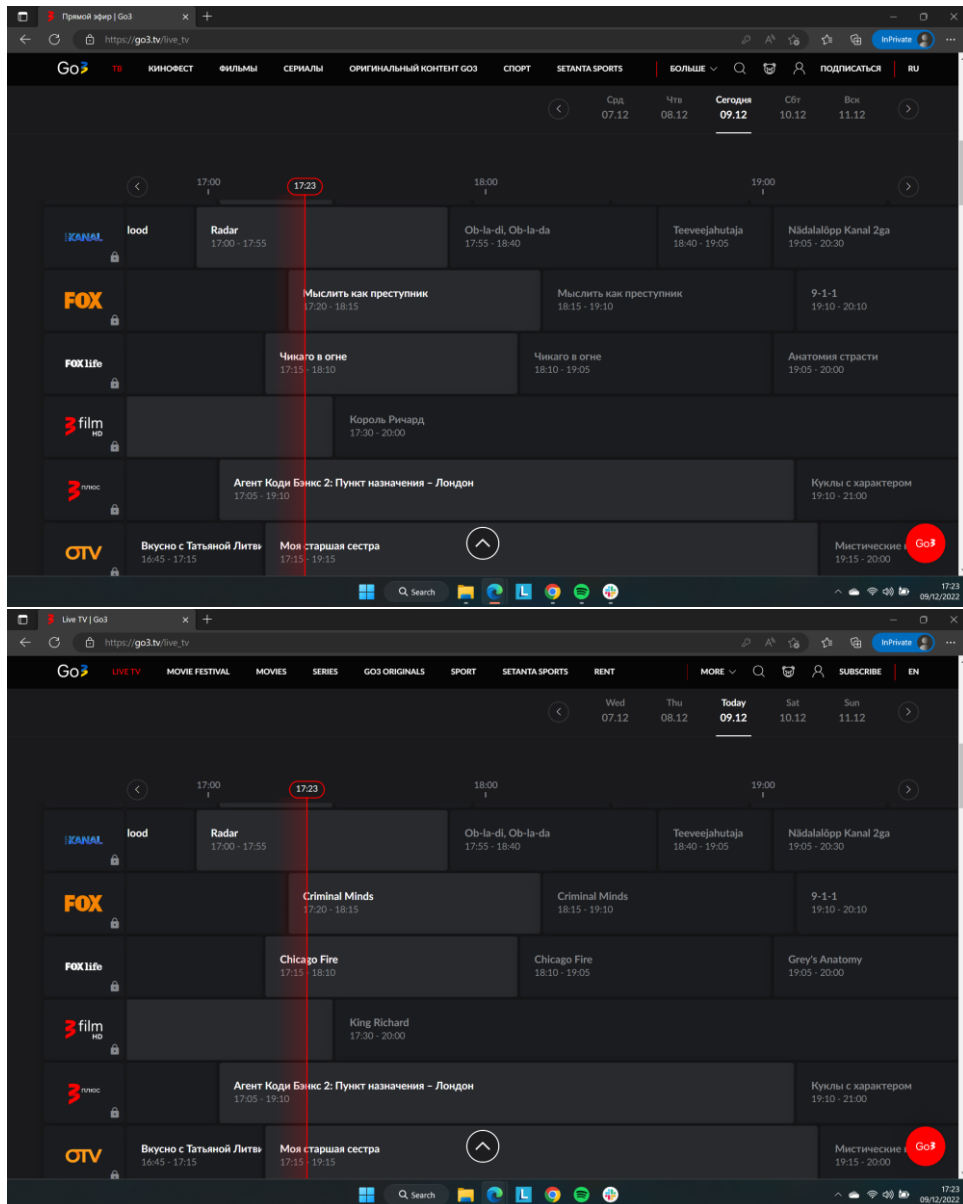 Прямой эфир | Go3
https://go3.tv/live_tv
InPrivate
Go3 ТВ КИНОФЕСТ ФИЛЬМЫ СЕРИАЛЫ ОРИГИНАЛЬНЫЙ КОНТЕНТ GO3 СПОРТ SETANTA SPORTS БОЛЬШЕ ПОДПИСАТЬСЯ RU
Срд Чтв Сегодня Сбт Вск
07.12 08.12 09.12 10.12 11.12
17:00 17:23 18:00 19:00
KANAL lood Radar Ob-la-di, Ob-la-da Teeveejahutaja Nädalalõpp Kanal 2ga
17:00 - 17:55 17:55 - 18:40 18:40 - 19:05 19:05 - 20:30
FOX Мыслить как преступник Мыслить как преступник 9-1-1
17:20 - 18:15 18:15 - 19:10 19:10 - 20:10
FOX life Чикаго в огне Чикаго в огне Анатомия страсти
17:15 - 18:10 18:10 - 19:05 19:05 - 20:00
3 film HD Король Ричард
17:30 - 20:00
3 плюс Агент Коди Бэнкс 2: Пункт назначения – Лондон Куклы с характером
17:05 - 19:10 19:10 - 21:00
OTV Вкусно с Татьяной Литви Моя старшая сестра Мистические Go3
16:45 - 17:15 17:15 - 19:15 19:15 - 20:00
Search 17:23
09/12/2022
Live TV | Go3
https://go3.tv/live_tv
InPrivate
Go3 LIVE TV MOVIE FESTIVAL MOVIES SERIES GO3 ORIGINALS SPORT SETANTA SPORTS RENT MORE SUBSCRIBE EN
Wed Thu Today Sat Sun
07.12 08.12 09.12 10.12 11.12
17:00 17:23 18:00 19:00
KANAL lood Radar Ob-la-di, Ob-la-da Teeveejahutaja Nädalalõpp Kanal 2ga
17:00 - 17:55 17:55 - 18:40 18:40 - 19:05 19:05 - 20:30
FOX Criminal Minds Criminal Minds 9-1-1
17:20 - 18:15 18:15 - 19:10 19:10 - 20:10
FOX life Chicago Fire Chicago Fire Grey's Anatomy
17:15 - 18:10 18:10 - 19:05 19:05 - 20:00
3 film HD King Richard
17:30 - 20:00
3 плюс Агент Коди Бэнкс 2: Пункт назначения – Лондон Куклы с характером
17:05 - 19:10 19:10 - 21:00
OTV Вкусно с Татьяной Литви Моя старшая сестра Мистические Go3
16:45 - 17:15 17:15 - 19:15 19:15 - 20:00
Search 17:23
09/12/2022